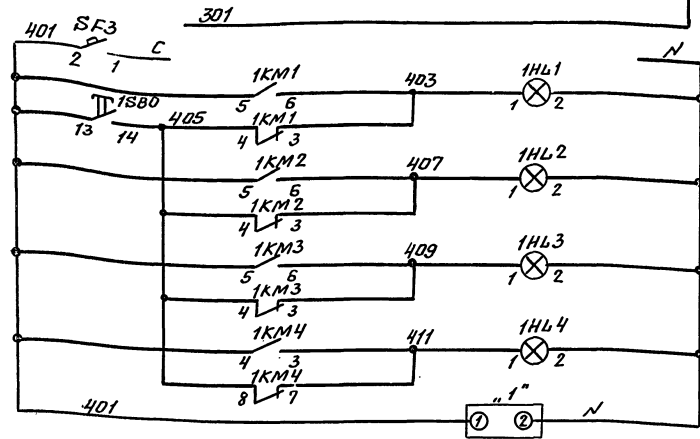 301
401 SF3
2 1 C N
1KM1 403 1HL1
5 6 1 2
1SB0 405 1KM1
13 14 4 3
1KM2 407 1HL2
5 6 1 2
1KM2
4 3
1KM3 409 1HL3
5 6 1 2
1KM3
4 3
1KM4 411 1HL4
4 3 1 2
1KM4
8 7
401 „1" N
1 2